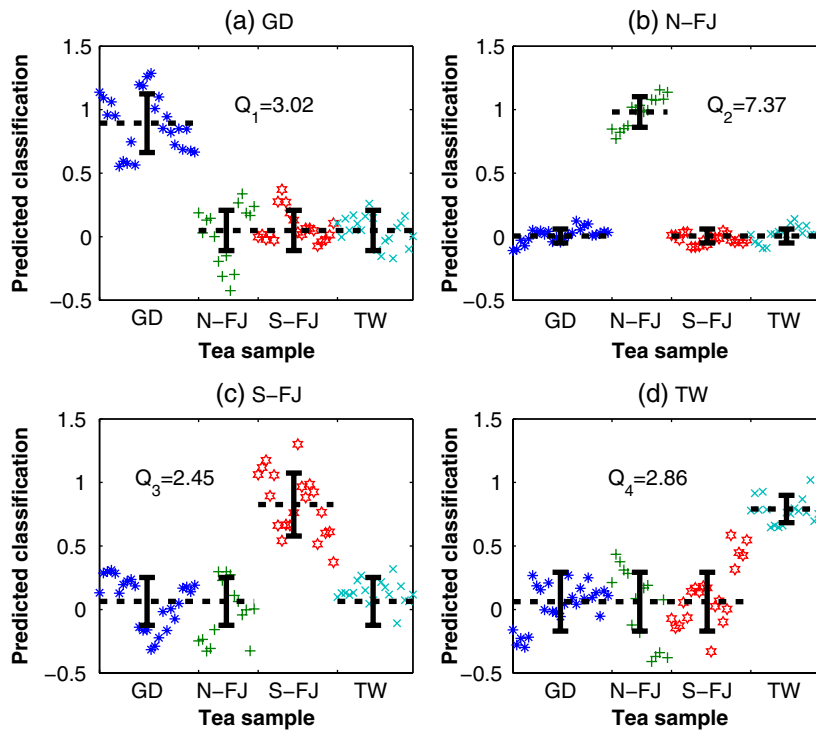 (a) GD
(b) N−FJ
1.5
1
0.5
0
−0.5
Predicted classification
Q1=3.02
GD N−FJ S−FJ TW
Tea sample
1.5
1
0.5
0
−0.5
Predicted classification
Q2=7.37
GD N−FJ S−FJ TW
Tea sample
(c) S−FJ
(d) TW
1.5
1
0.5
0
−0.5
Predicted classification
Q3=2.45
GD N−FJ S−FJ TW
Tea sample
1.5
1
0.5
0
−0.5
Predicted classification
Q4=2.86
GD N−FJ S−FJ TW
Tea sample